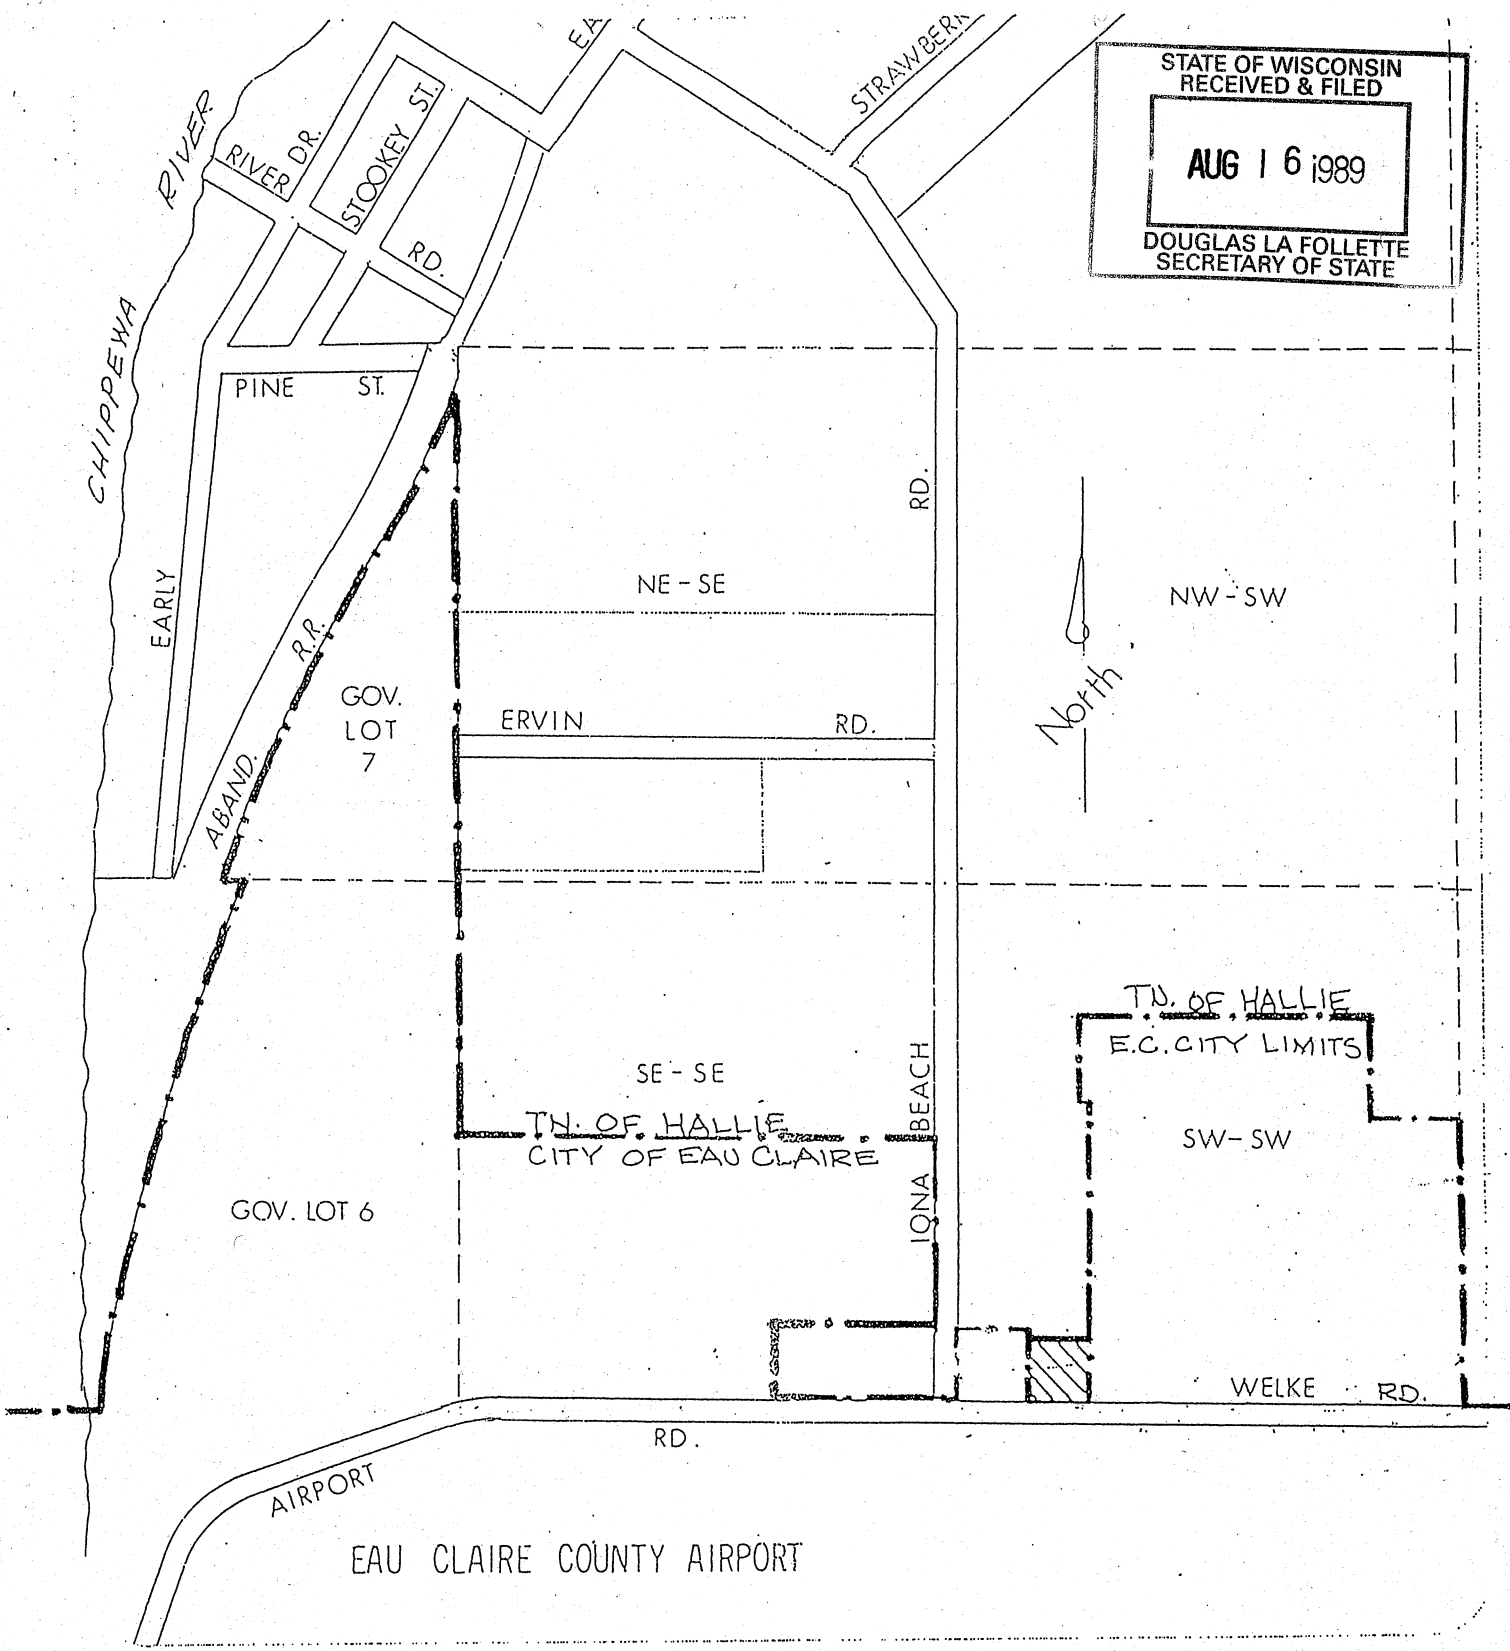 STATE OF WISCONSIN
RECEIVED & FILED
AUG 16 1989
DOUGLAS LA FOLLETTE
SECRETARY OF STATE
STRAWBERR
EA
RIVER DR.
STOOKEY ST.
RIVER
RD.
CHIPPEWA RIVER
PINE ST.
EARLY
ABAND. R.R.
GOV.
LOT
7
NE-SE
NW-SW
North
ERVIN RD.
IONA BEACH RD.
SE-SE
TN. OF HALLIE
CITY OF EAU CLAIRE
TN. OF HALLIE
E.C. CITY LIMITS
SW-SW
GOV. LOT 6
WELKE RD.
AIRPORT RD.
EAU CLAIRE COUNTY AIRPORT